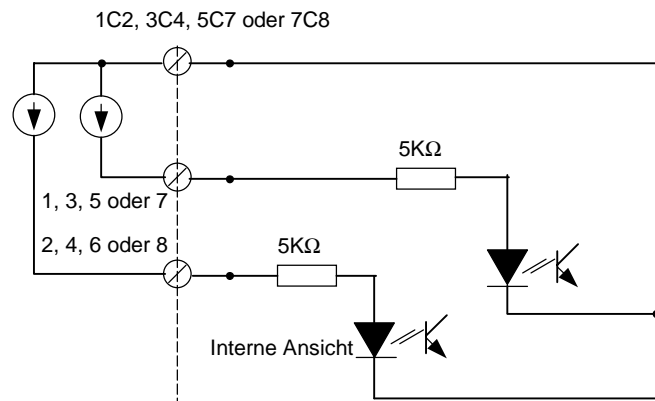 1C2, 3C4, 5C7 oder 7C8
5KΩ
1, 3, 5 oder 7
2, 4, 6 oder 8
5KΩ
Interne Ansicht